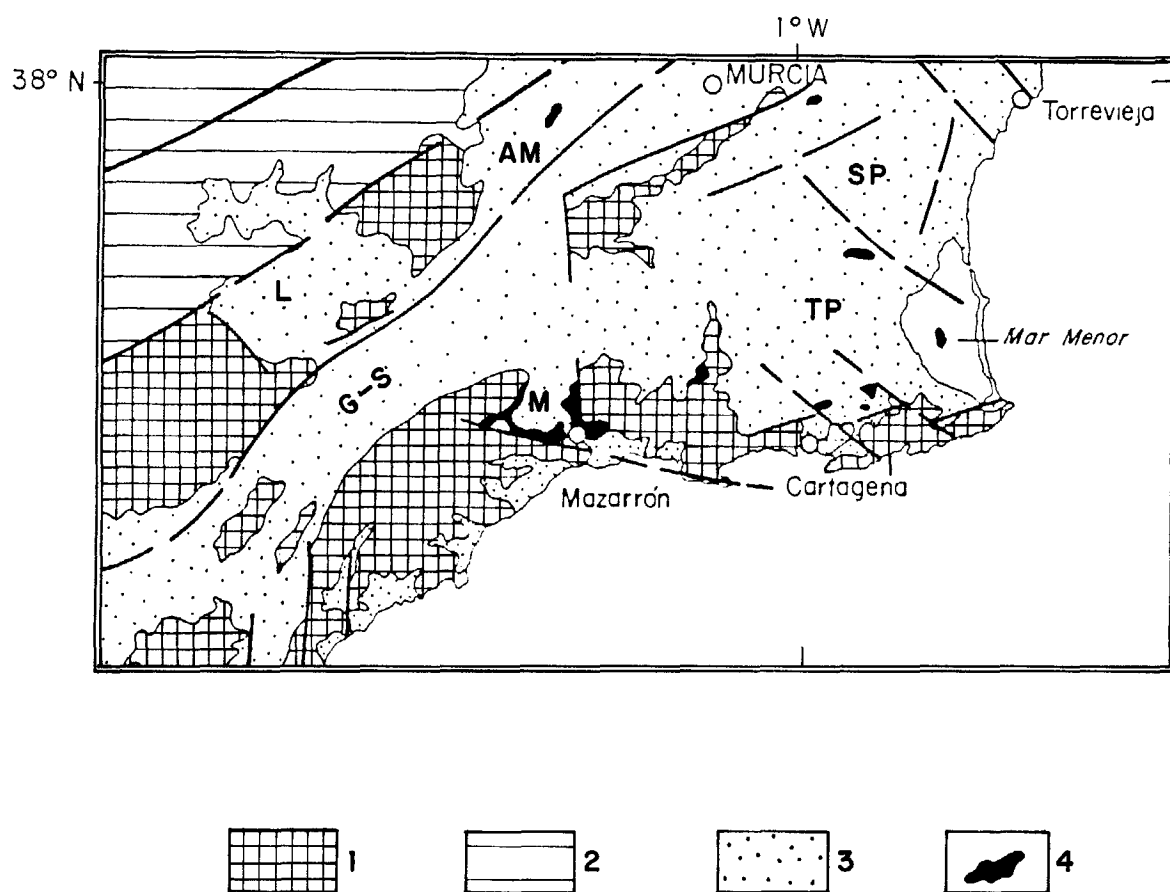 1° W
38° N
MURCIA
Torrevieja
AM
SP
L
TP
Mar Menor
G-S
M
Mazarrón
Cartagena
1
2
3
4